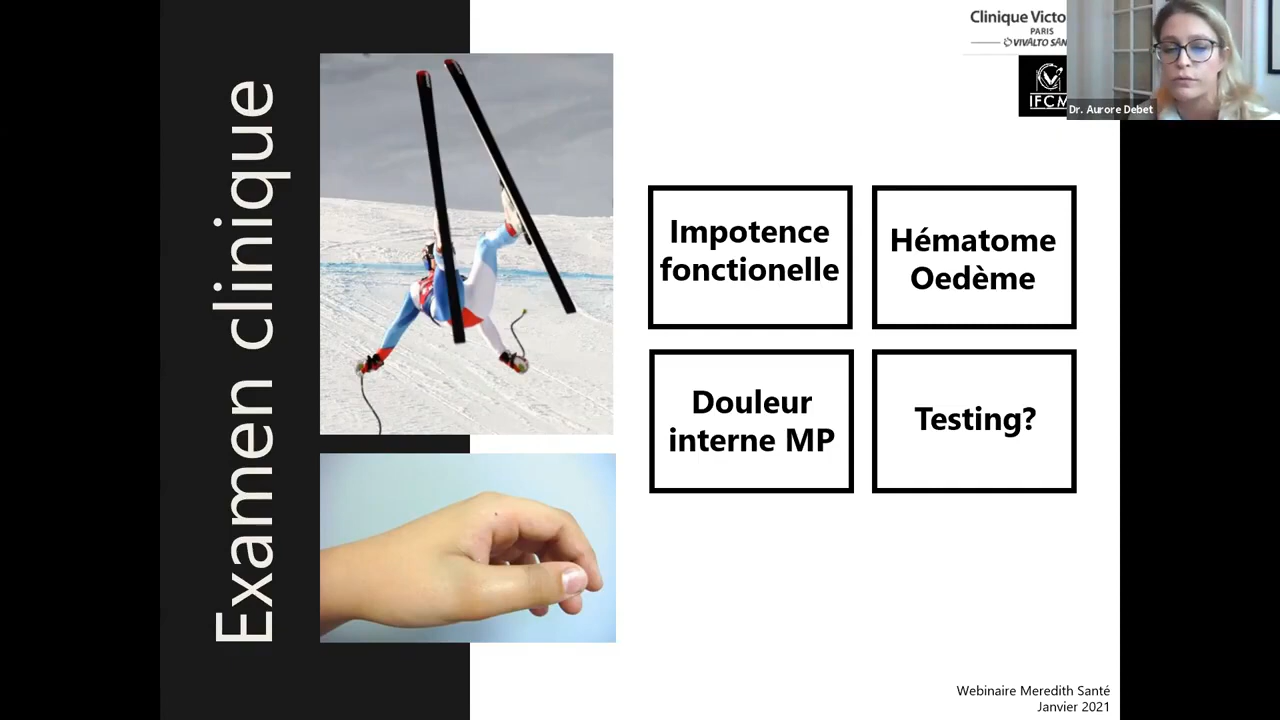 Examen clinique
Clinique Victo
PARIS
VIVALTO SAN
IFCM
Dr. Aurore Debet
Impotence
fonctionelle
Hématome
Oedème
Douleur
interne MP
Testing?
Webinaire Meredith Santé
Janvier 2021